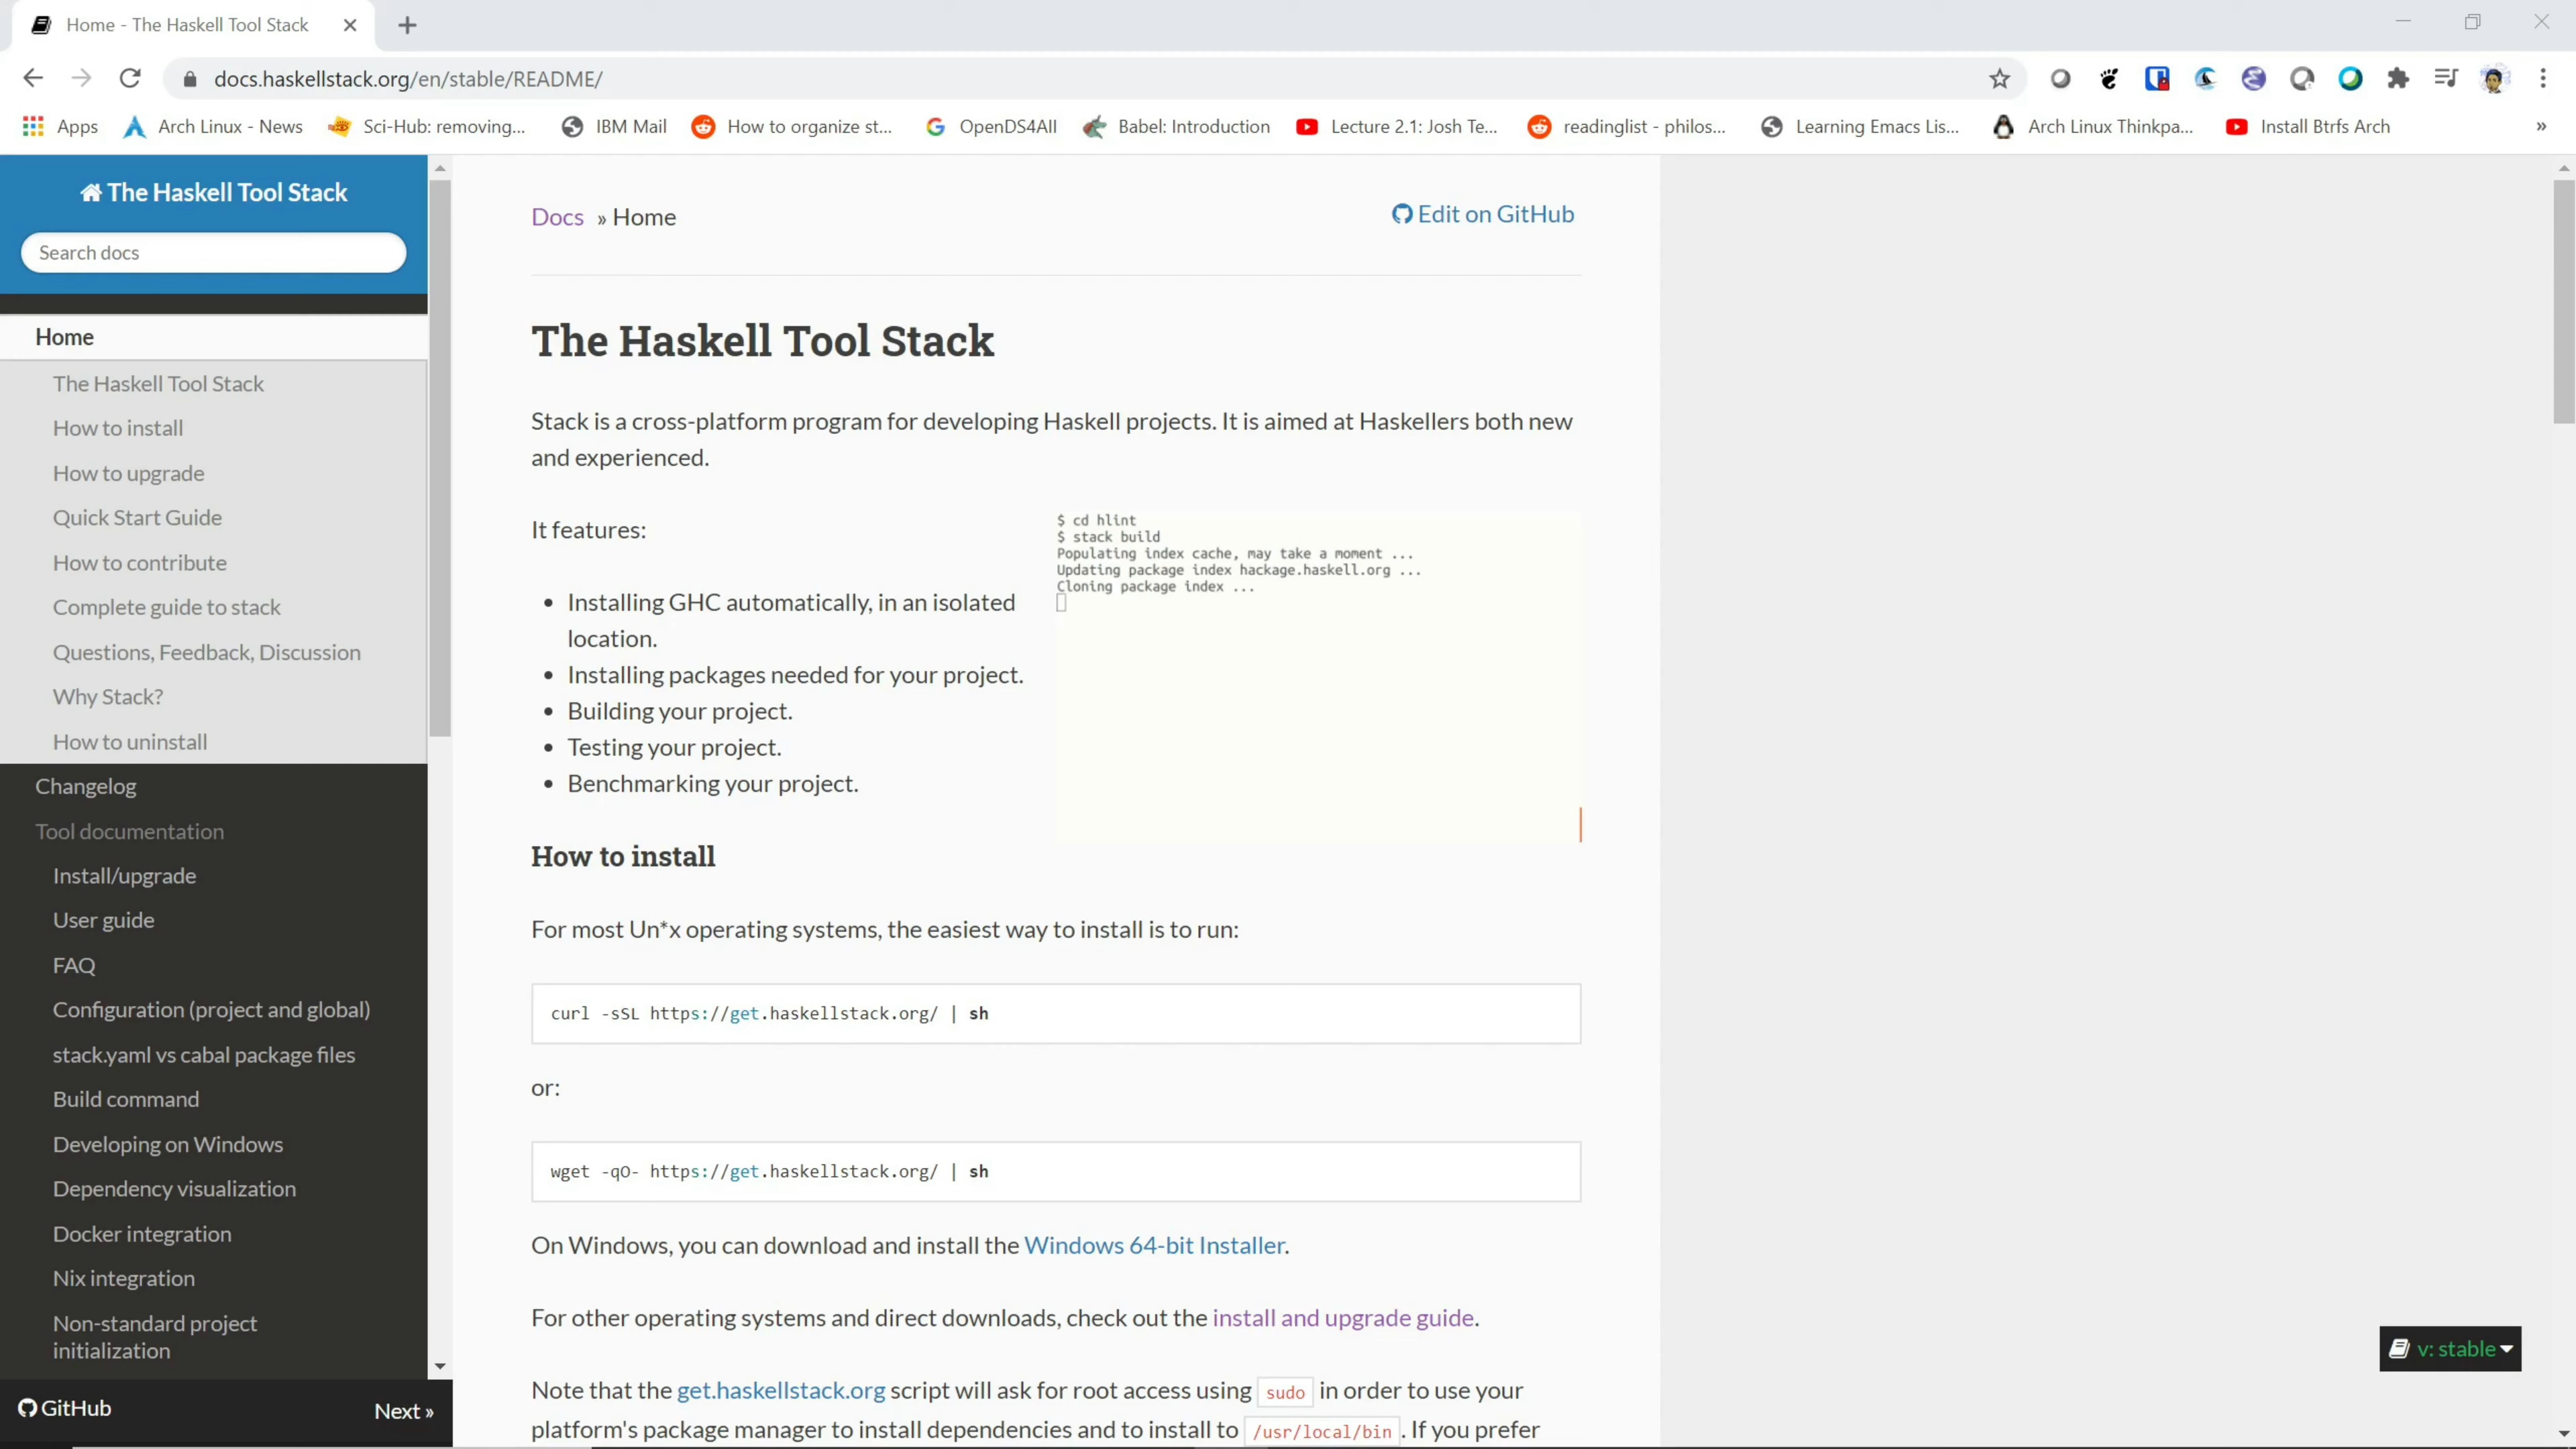 Home - The Haskell Tool Stack
docs.haskellstack.org/en/stable/README/
Apps
Arch Linux - News
Sci-Hub: removing...
IBM Mail
How to organize st...
OpenDS4All
Babel: Introduction
Lecture 2.1: Josh Te...
readinglist - philos...
Learning Emacs Lis...
Arch Linux Thinkpa...
Install Btrfs Arch
»
The Haskell Tool Stack
Search docs
Home
The Haskell Tool Stack
How to install
How to upgrade
Quick Start Guide
How to contribute
Complete guide to stack
Questions, Feedback, Discussion
Why Stack?
How to uninstall
Changelog
Tool documentation
Install/upgrade
User guide
FAQ
Configuration (project and global)
stack.yaml vs cabal package files
Build command
Developing on Windows
Dependency visualization
Docker integration
Nix integration
Non-standard project
initialization
GitHub
Next »
Docs » Home
Edit on GitHub
The Haskell Tool Stack
Stack is a cross-platform program for developing Haskell projects. It is aimed at Haskellers both new
and experienced.
It features:
• Installing GHC automatically, in an isolated
location.
• Installing packages needed for your project.
• Building your project.
• Testing your project.
• Benchmarking your project.
$ cd hlint
$ stack build
Populating index cache, may take a moment ...
Updating package index hackage.haskell.org ...
Cloning package index ...
How to install
For most Un*x operating systems, the easiest way to install is to run:
curl -sSL https://get.haskellstack.org/ | sh
or:
wget -qO- https://get.haskellstack.org/ | sh
On Windows, you can download and install the Windows 64-bit Installer.
For other operating systems and direct downloads, check out the install and upgrade guide.
Note that the get.haskellstack.org script will ask for root access using sudo in order to use your
platform's package manager to install dependencies and to install to /usr/local/bin. If you prefer
v: stable